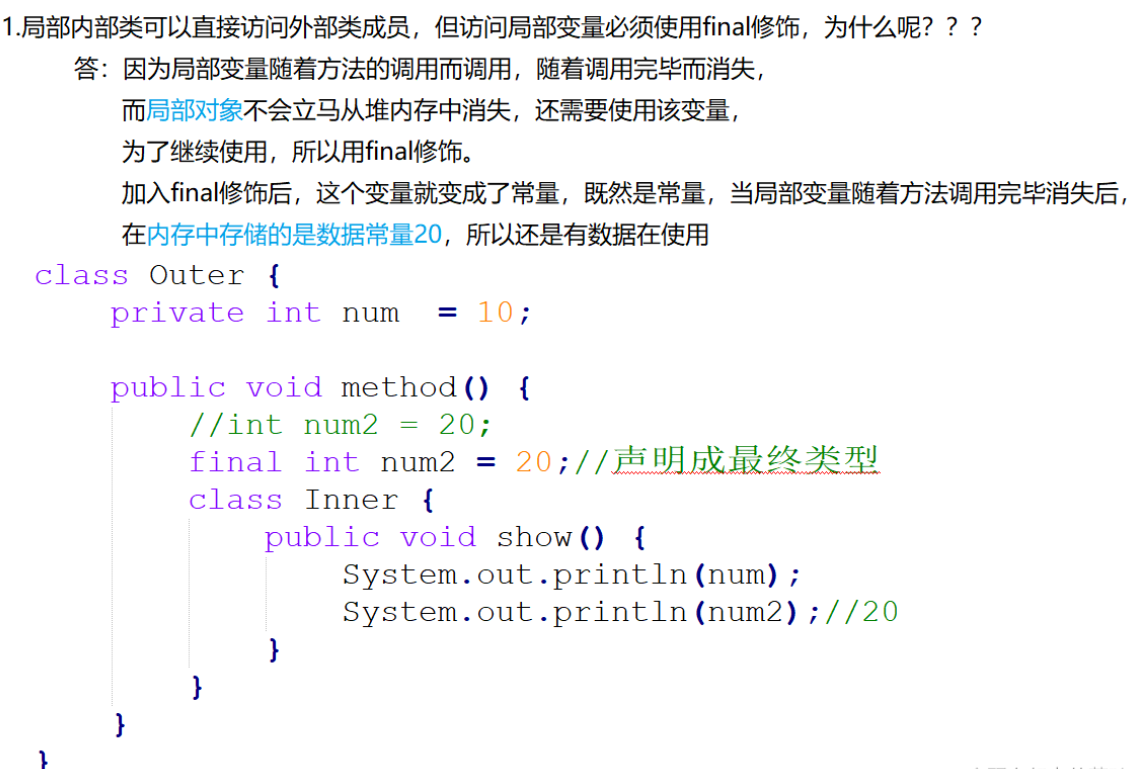 1.局部内部类可以直接访问外部类成员，但访问局部变量必须使用final修饰，为什么呢？？？
答：因为局部变量随着方法的调用而调用，随着调用完毕而消失，
而局部对象不会立马从堆内存中消失，还需要使用该变量，
为了继续使用，所以用final修饰。
加入final修饰后，这个变量就变成了常量，既然是常量，当局部变量随着方法调用完毕消失后，
在内存中存储的是数据常量20，所以还是有数据在使用
class Outer {
private int num  = 10;
public void method() {
//int num2 = 20;
final int num2 = 20;//声明成最终类型
class Inner {
public void show() {
System.out.println(num);
System.out.println(num2);//20
}
}
}
}